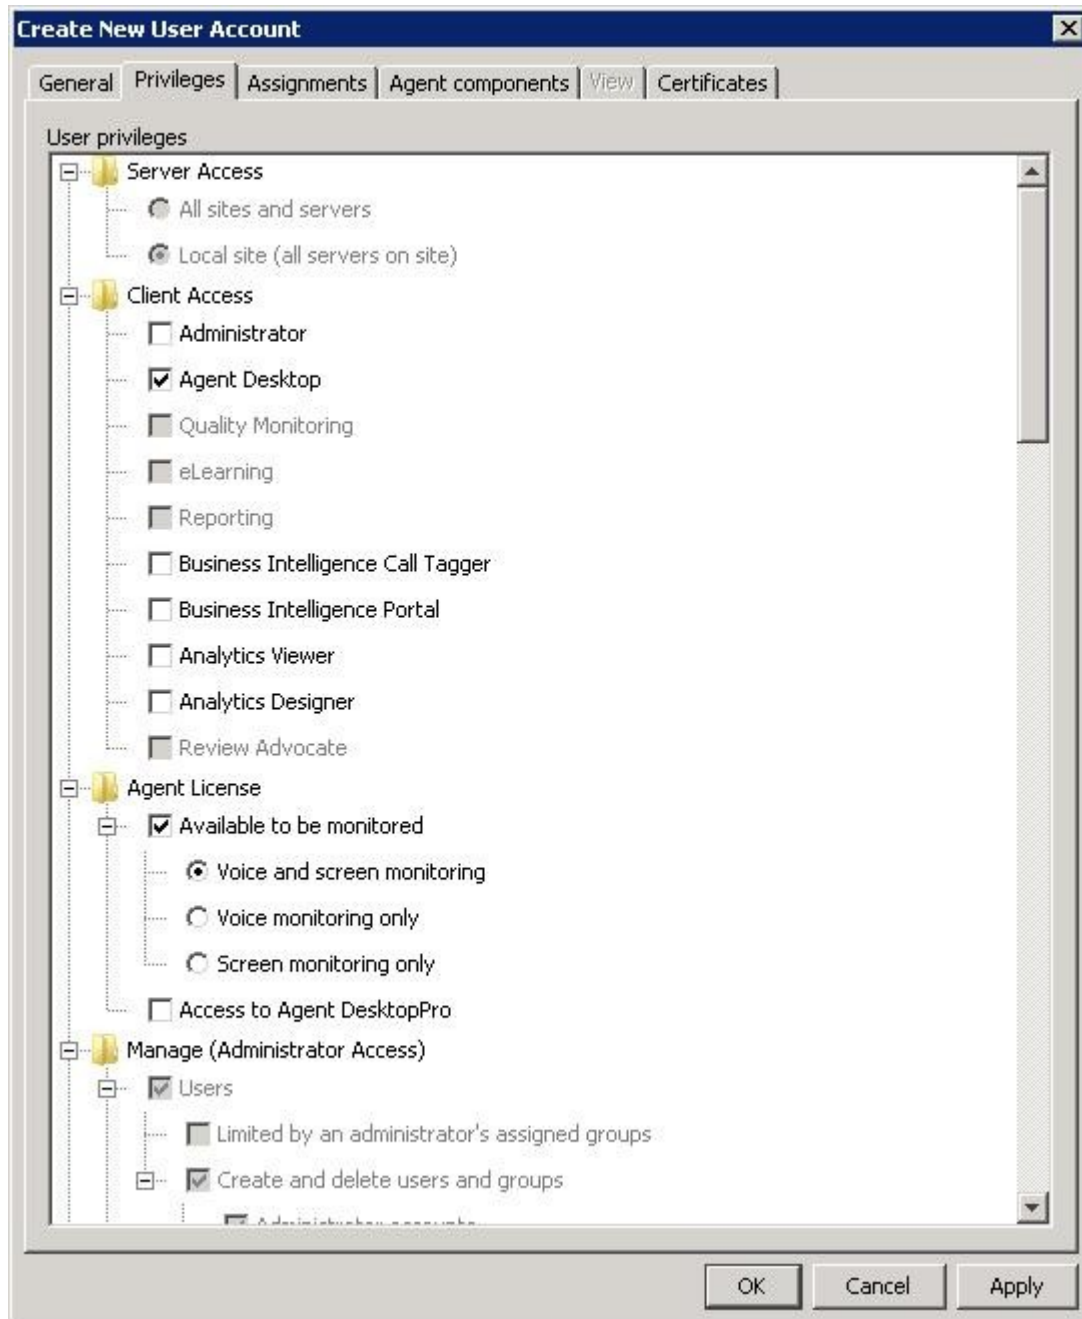 Create New User Account
General Privileges Assignments Agent components View Certificates
User privileges
Server Access
All sites and servers
Local site (all servers on site)
Client Access
Administrator
Agent Desktop
Quality Monitoring
eLearning
Reporting
Business Intelligence Call Tagger
Business Intelligence Portal
Analytics Viewer
Analytics Designer
Review Advocate
Agent License
Available to be monitored
Voice and screen monitoring
Voice monitoring only
Screen monitoring only
Access to Agent DesktopPro
Manage (Administrator Access)
Users
Limited by an administrator's assigned groups
Create and delete users and groups
Administrator accounts
OK Cancel Apply